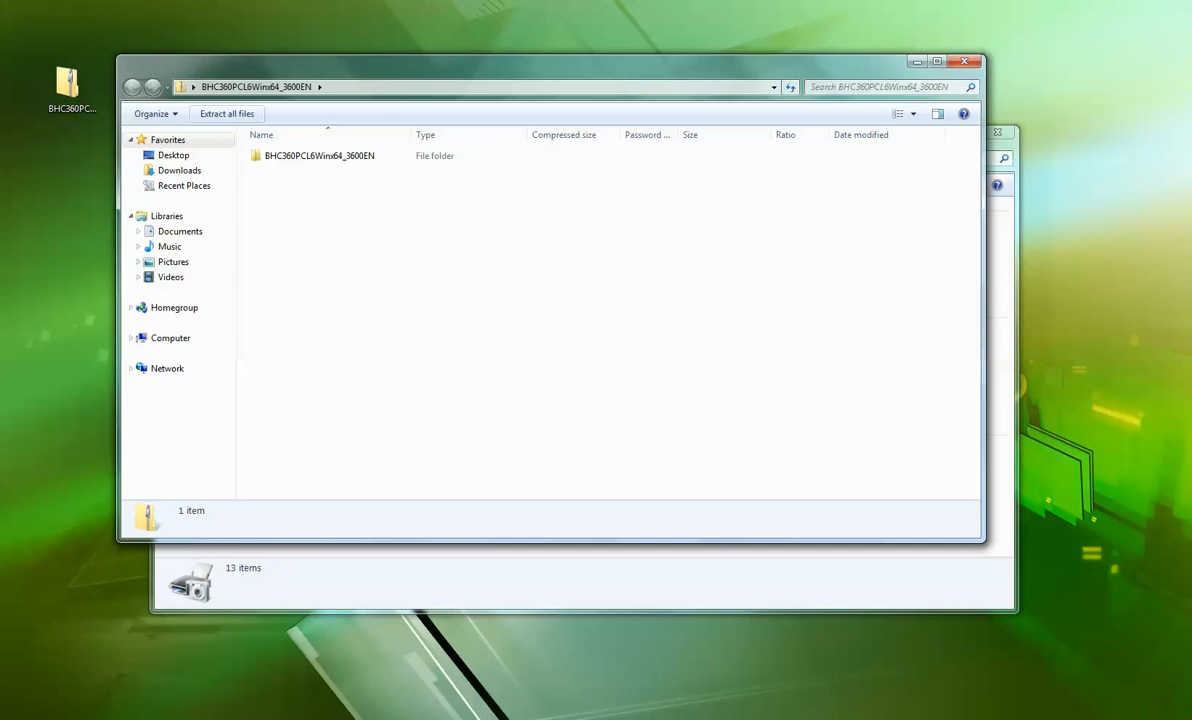 BHC360PC...
BHC360PCL6Winx64_3600EN
Search BHC360PCL6Winx64_3600EN
Organize
Extract all files
Name
Type
Compressed size
Password ...
Size
Ratio
Date modified
BHC360PCL6Winx64_3600EN
File folder
Favorites
Desktop
Downloads
Recent Places
Libraries
Documents
Music
Pictures
Videos
Homegroup
Computer
Network
1 item
13 items